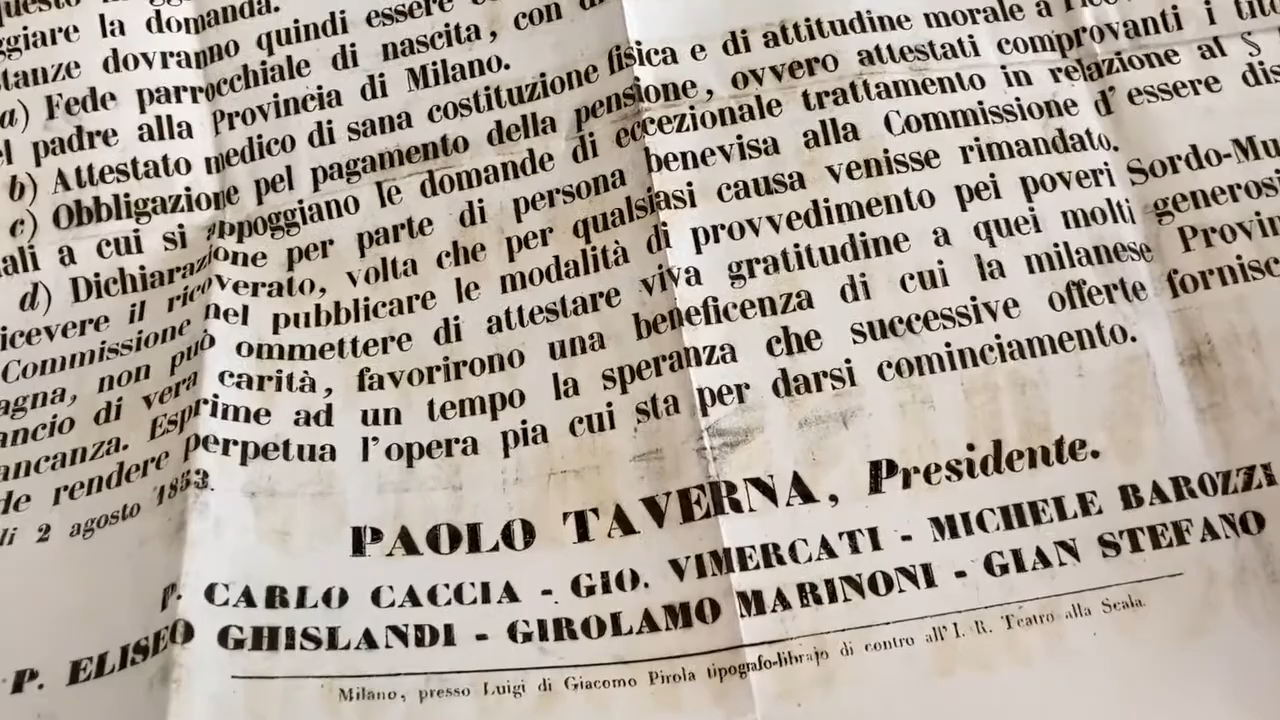 questo
ggiare la domanda.
tanze dovranno quindi essere
a) Fede parrocchiale di nascita, con
el padre alla Provincia di Milano.
b) Attestato medico di sana costituzione fisica e di attitudine morale a
c) Obbligazione pel pagamento della pensione, ovvero attestati comprovanti i tito
ali a cui si appoggiano le domande di eccezionale trattamento in relazione al §
d) Dichiarazione per parte di persona benevisa alla Commissione d'essere dis
icevere il ricoverato, volta che per qualsiasi causa venisse rimandato.
Commissione nel pubblicare le modalità di provvedimento pei poveri Sordo-Mu
agna, non può ommettere di attestare viva gratitudine a quei molti generosi
ancio di vera carità, favorirono una beneficenza di cui la milanese Provin
ancanza. Esprime ad un tempo la speranza che successive offerte fornisc
de rendere perpetua l'opera pia cui sta per darsi cominciamento.
li 2 agosto 1853.
PAOLO TAVERNA, Presidente.
P. CARLO CACCIA - GIO. VIMERCATI - MICHELE BAROZZI
P. ELISEO GHISLANDI - GIROLAMO MARINONI - GIAN STEFANO
Milano, presso Luigi di Giacomo Pirola tipografo-librajo di contro all'I. R. Teatro alla Scala.